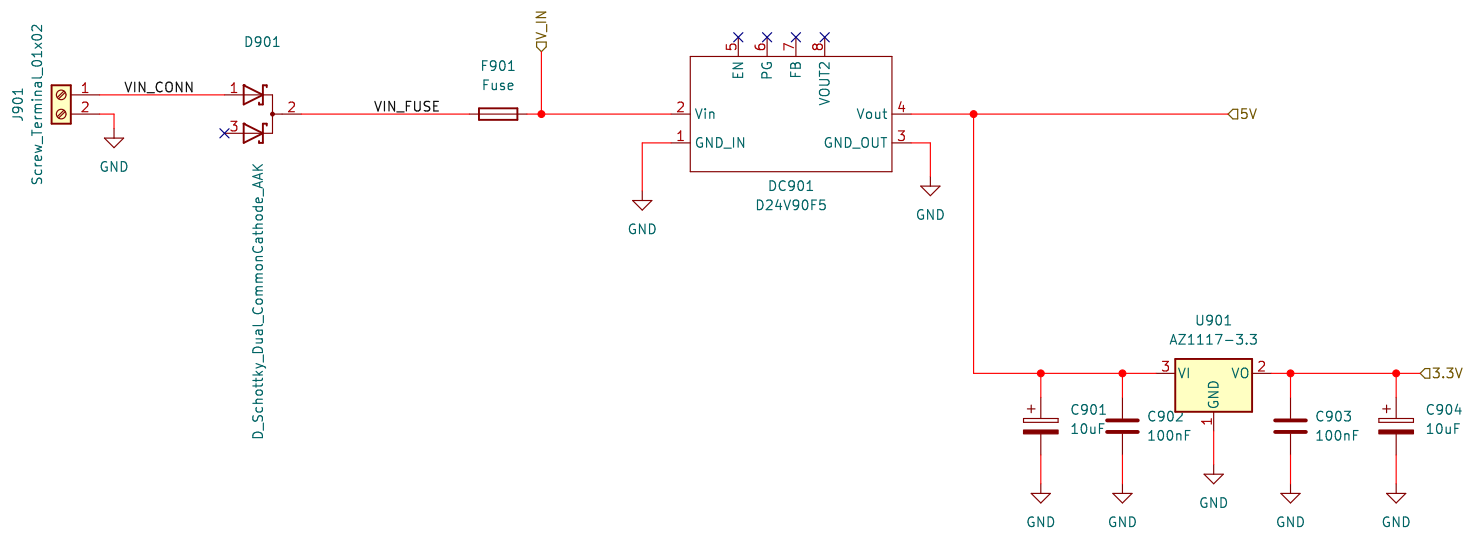 J901
Screw_Terminal_01x02
1
2
VIN_CONN
GND
D901
1
3
2
D_Schottky_Dual_CommonCathode_AAK
VIN_FUSE
F901
Fuse
V_IN
5
6
7
8
EN
PG
FB
VOUT2
2
Vin
1
GND_IN
Vout
4
GND_OUT
3
DC901
D24V90F5
GND
GND
5V
U901
AZ1117-3.3
3
VI
VO
2
GND
1
3.3V
+
C901
10uF
C902
100nF
C903
100nF
+
C904
10uF
GND
GND
GND
GND
GND